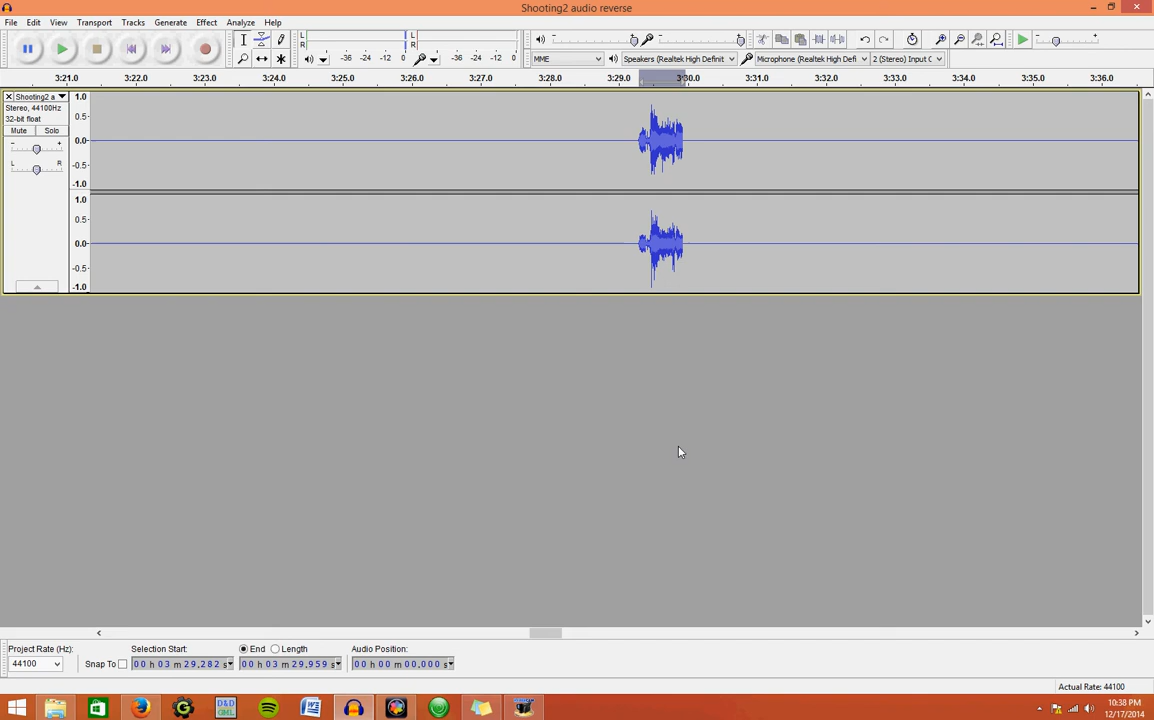 Shooting2 audio reverse
File Edit View Transport Tracks Generate Effect Analyze Help
L R L R
-36 -24 -12 0 -36 -24 -12 0
MME Speakers (Realtek High Definit Microphone (Realtek High Defi 2 (Stereo) Input C
3:21.0 3:22.0 3:23.0 3:24.0 3:25.0 3:26.0 3:27.0 3:28.0 3:29.0 3:30.0 3:31.0 3:32.0 3:33.0 3:34.0 3:35.0 3:36.0
Shooting2 a
Stereo, 44100Hz
32-bit float
Mute Solo
- +
L R
1.0
0.5
0.0
-0.5
-1.0
1.0
0.5
0.0
-0.5
-1.0
Project Rate (Hz):
44100
Snap To
Selection Start:
End Length
Audio Position:
00 h 03 m 29,282 s
00 h 03 m 29,959 s
00 h 00 m 00,000 s
Actual Rate: 44100
D&D
GML
10:38 PM
12/17/2014